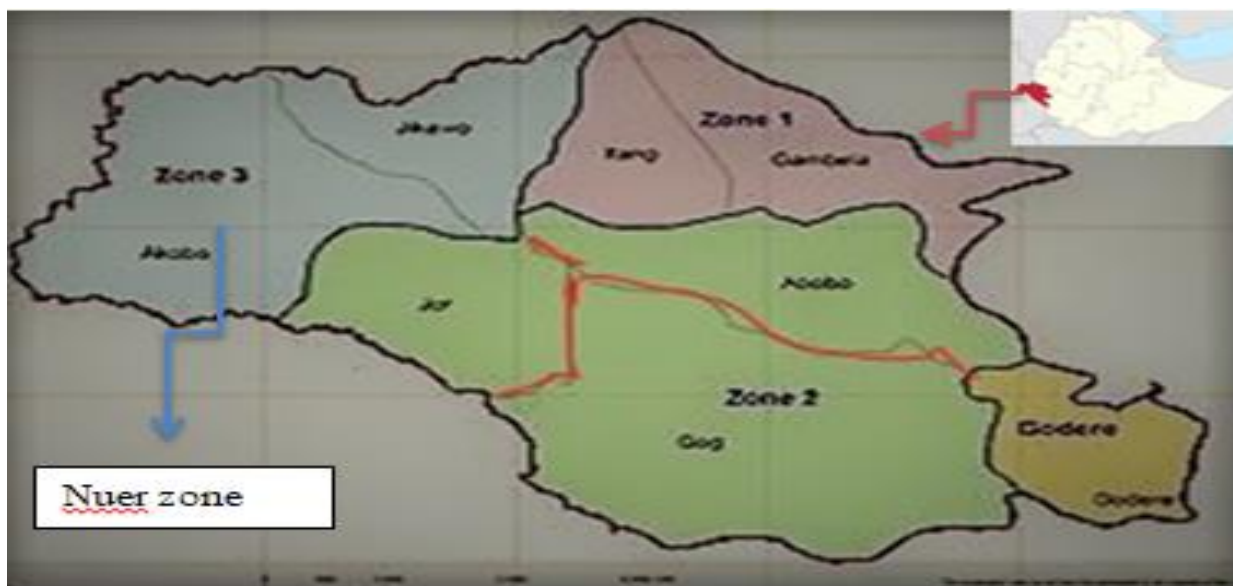 Zone 1
Jikawo
Itang
Gambela
Zone 3
Akobo
Abobo
Jor
Zone 2
Gog
Godere
Godere
Nuer zone